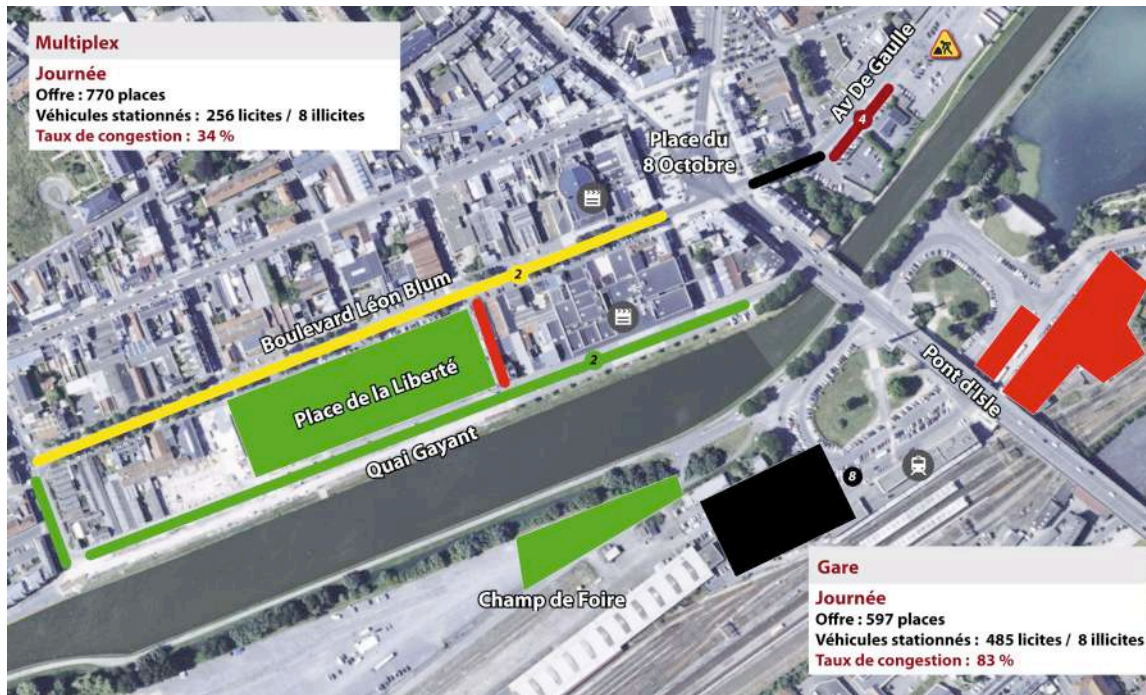 Multiplex
Journée
Offre : 770 places
Véhicules stationnés : 256 licites / 8 illicites
Taux de congestion : 34 %
Av De Gaulle
4
Place du
8 Octobre
2
Boulevard Léon Blum
Place de la Liberté
2
Quai Gayant
Pont d'Isle
8
Champ de Foire
Gare
Journée
Offre : 597 places
Véhicules stationnés : 485 licites / 8 illicites
Taux de congestion : 83 %